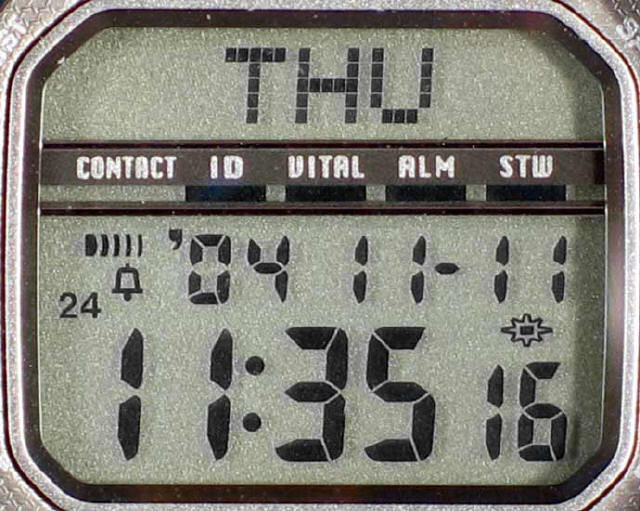 THU
CONTACT ID VITAL ALM STW
'04 11-11
24
11:35 16